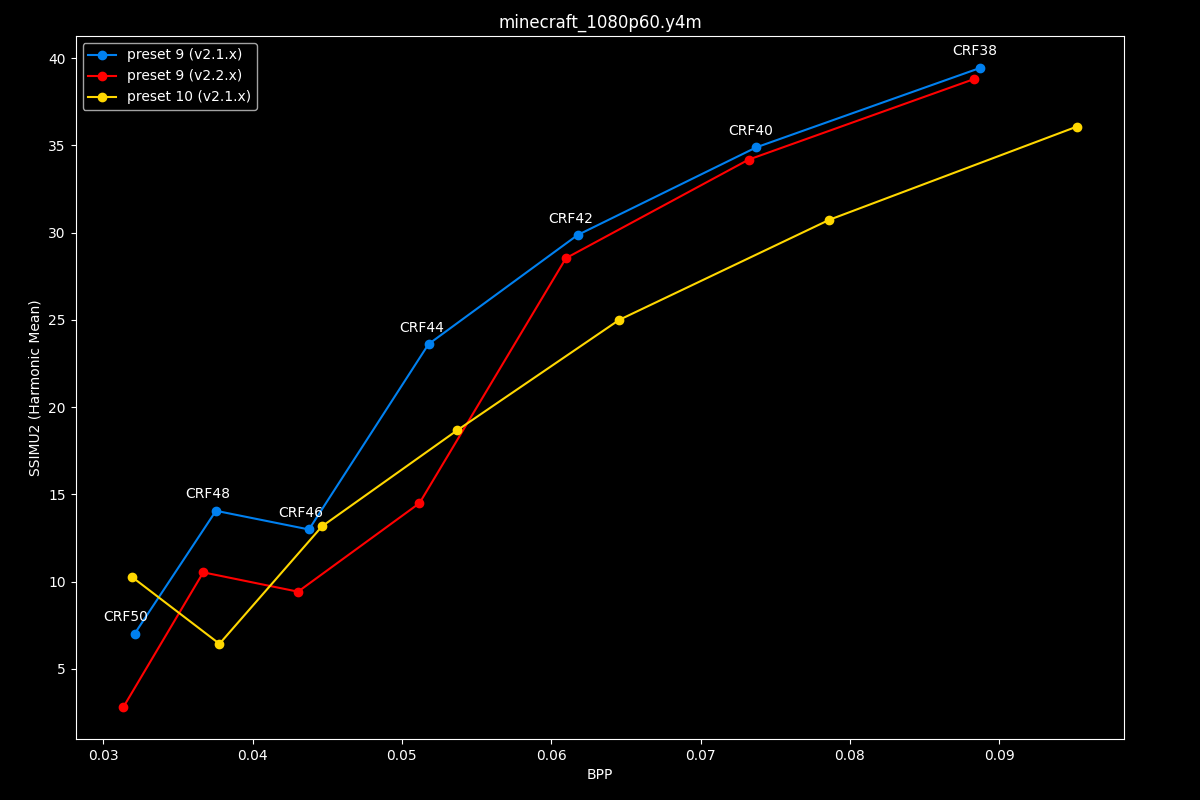 minecraft_1080p60.y4m
preset 9 (v2.1.x)
preset 9 (v2.2.x)
preset 10 (v2.1.x)
CRF38
CRF40
CRF42
CRF44
CRF48
CRF46
CRF50
SSIMU2 (Harmonic Mean)
40
35
30
25
20
15
10
5
0.03 0.04 0.05 0.06 0.07 0.08 0.09
BPP